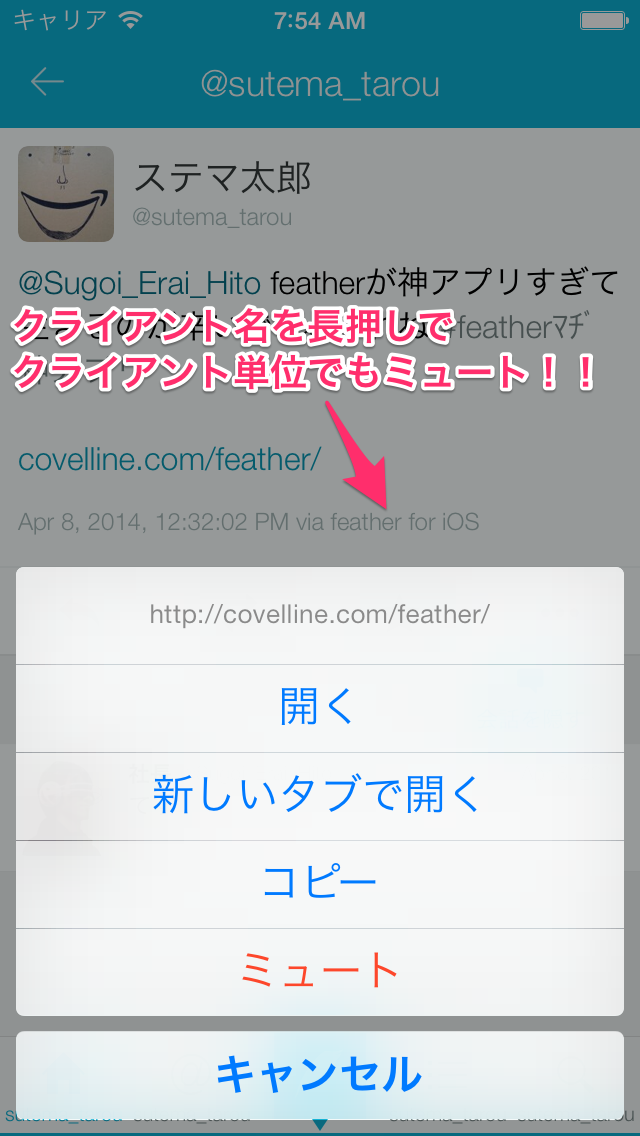 キャリア 7:54 AM
@sutema_tarou
ステマ太郎
@sutema_tarou
@Sugoi_Erai_Hito featherが神アプリすぎて
クライアント名を長押しで
#featherﾏﾁﾞ
クライアント単位でもミュート！！
covelline.com/feather/
Apr 8, 2014, 12:32:02 PM via feather for iOS
http://covelline.com/feather/
開く
新しいタブで開く
コピー
ミュート
キャンセル
sutema_tarou sutema_tarou sutema_tarou sutema_tarou